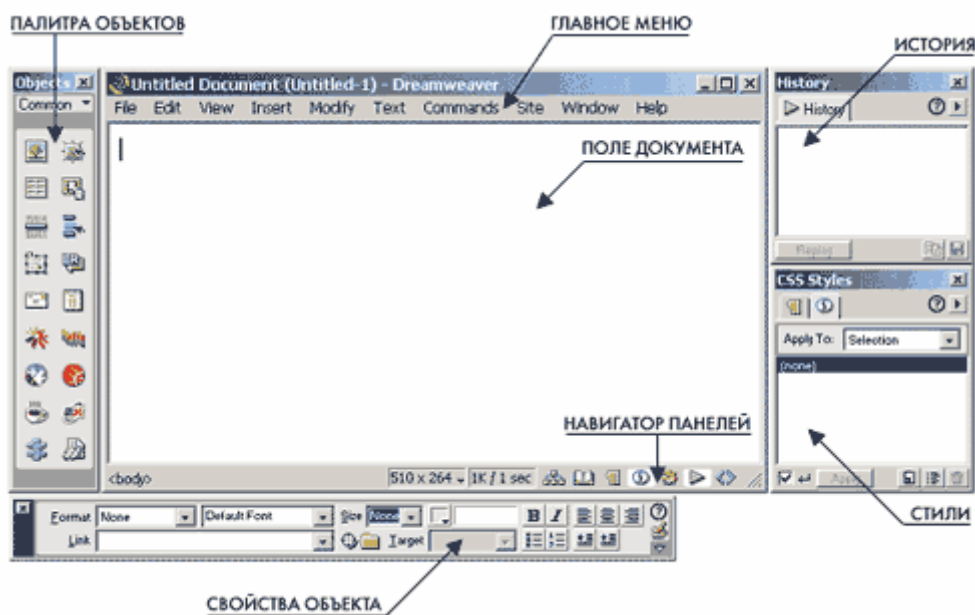 ПАЛИТРА ОБЪЕКТОВ
ГЛАВНОЕ МЕНЮ
ИСТОРИЯ
Objects
Common
Untitled Document (Untitled-1) - Dreamweaver
File Edit View Insert Modify Text Commands Site Window Help
History
History
ПОЛЕ ДОКУМЕНТА
Replay
CSS Styles
Apply To: Selection
(none)
НАВИГАТОР ПАНЕЛЕЙ
<body>
510 x 264 1K / 1 sec
Apply
СТИЛИ
Format None Default Font Size None B I
Link Target
СВОЙСТВА ОБЪЕКТА